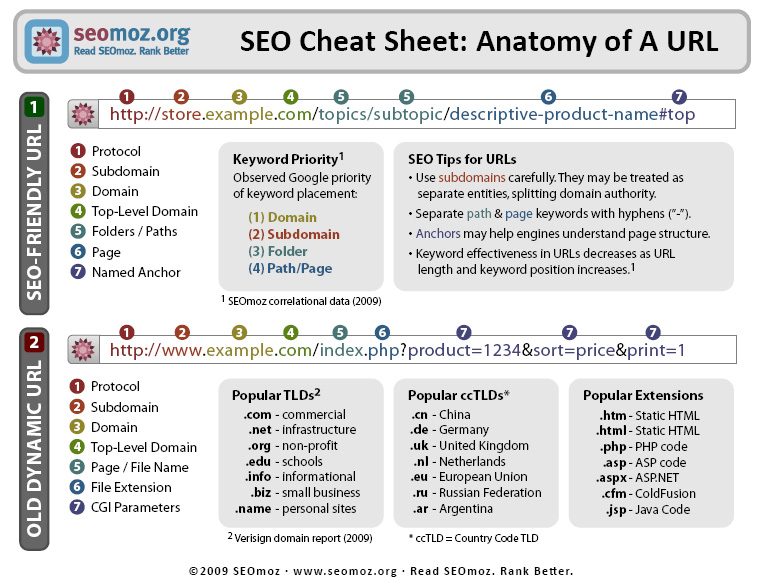 seomoz.org
Read SEOmoz. Rank Better
SEO Cheat Sheet: Anatomy of A URL
1 SEO-FRIENDLY URL
1 2 3 4 5 5 6 7
http://store.example.com/topics/subtopic/descriptive-product-name#top
1 Protocol
2 Subdomain
3 Domain
4 Top-Level Domain
5 Folders / Paths
6 Page
7 Named Anchor
Keyword Priority¹
Observed Google priority
of keyword placement:
(1) Domain
(2) Subdomain
(3) Folder
(4) Path/Page
¹ SEOmoz correlational data (2009)
SEO Tips for URLs
• Use subdomains carefully. They may be treated as
separate entities, splitting domain authority.
• Separate path & page keywords with hyphens ("-").
• Anchors may help engines understand page structure.
• Keyword effectiveness in URLs decreases as URL
length and keyword position increases.¹
2 OLD DYNAMIC URL
1 2 3 4 5 6 7 7 7
http://www.example.com/index.php?product=1234&sort=price&print=1
1 Protocol
2 Subdomain
3 Domain
4 Top-Level Domain
5 Page / File Name
6 File Extension
7 CGI Parameters
Popular TLDs²
.com - commercial
.net - infrastructure
.org - non-profit
.edu - schools
.info - informational
.biz - small business
.name - personal sites
² Verisign domain report (2009)
Popular ccTLDs*
.cn - China
.de - Germany
.uk - United Kingdom
.nl - Netherlands
.eu - European Union
.ru - Russian Federation
.ar - Argentina
* ccTLD = Country Code TLD
Popular Extensions
.htm - Static HTML
.html - Static HTML
.php - PHP code
.asp - ASP code
.aspx - ASP.NET
.cfm - ColdFusion
.jsp - Java Code
©2009 SEOmoz · www.seomoz.org · Read SEOmoz. Rank Better.